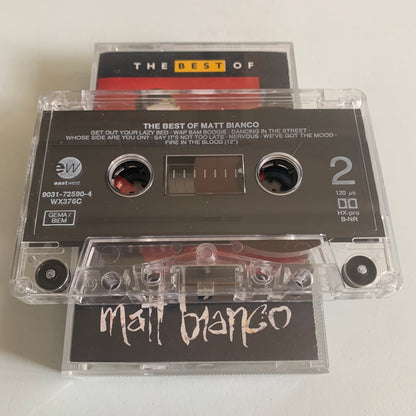 THE BEST OF
THE BEST OF MATT BIANCO
GET OUT YOUR LAZY BED · WAP BAM BOOGIE · DANCING IN THE STREET ·
WHOSE SIDE ARE YOU ON? · SAY IT'S NOT TOO LATE · NERVOUS · WE'VE GOT THE MOOD ·
FIRE IN THE BLOOD (12")
ew
eastwest
9031-72590-4
WX376C
GEMA/
BIEM
2
120 µs
HX-pro
B-NR
matt bianco